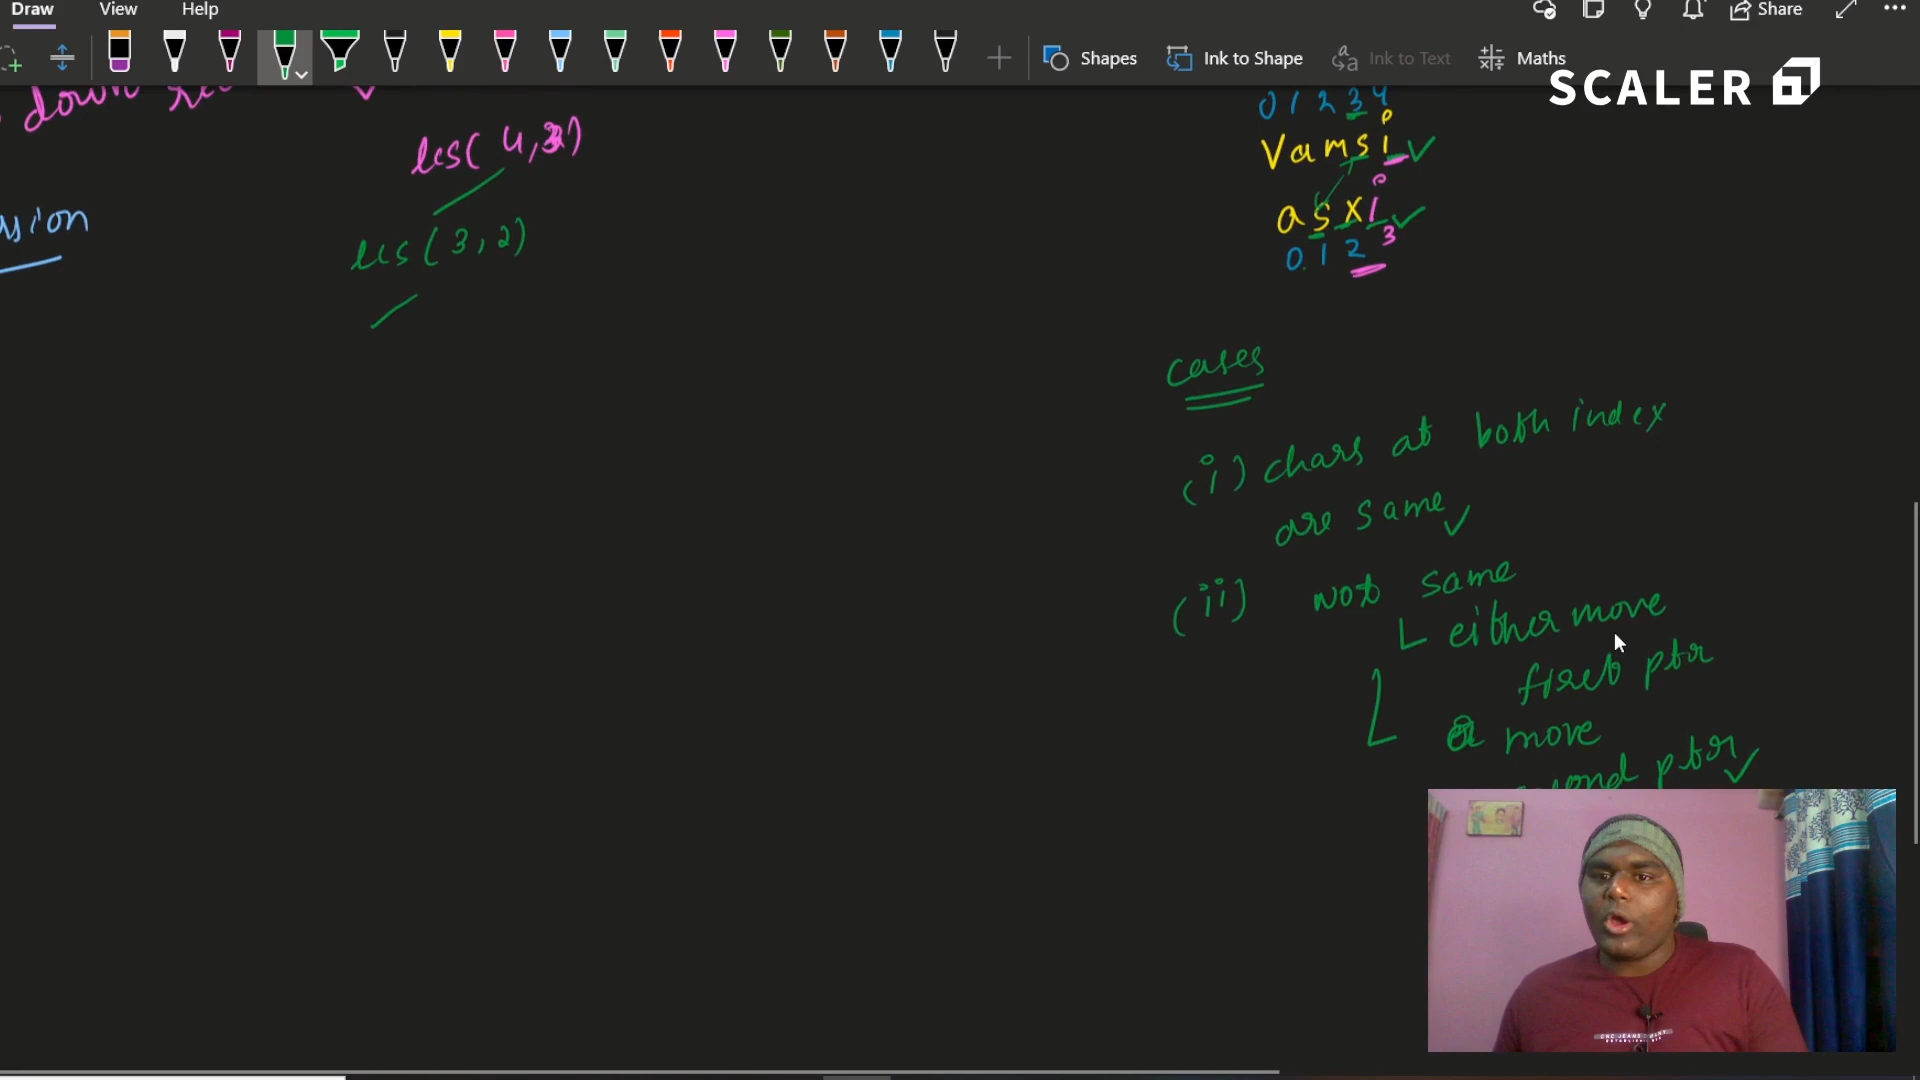 Draw View Help
Share
Shapes Ink to Shape Ink to Text Maths
SCALER
down
0 1 2 3 4
Vamsi
lcs(4,3)
asxi
0 1 2 3
lcs(3,2)
cases
(i) chars at both index
are same
(ii) not same
either move
first ptr
or move
ptr